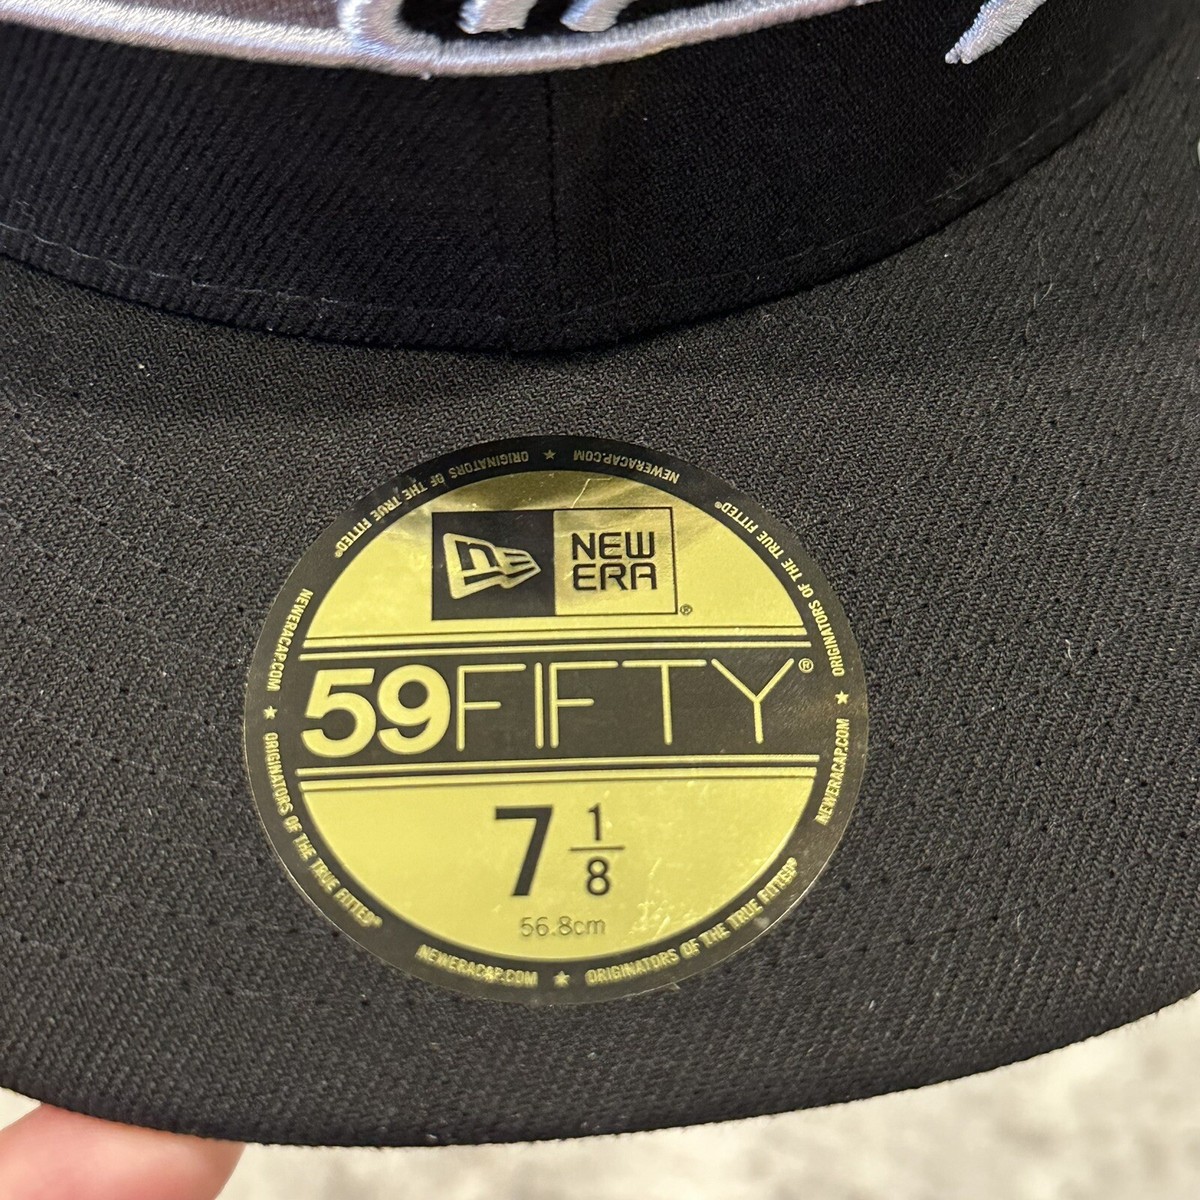 NEW
ERA®
59FIFTY®
7 1/8
56.8cm
NEWERACAP.COM ★ ORIGINATORS OF THE TRUE FITTED®
NEWERACAP.COM ★ ORIGINATORS OF THE TRUE FITTED®
NEWERACAP.COM ★ ORIGINATORS OF THE TRUE FITTED®
NEWERACAP.COM ★ ORIGINATORS OF THE TRUE FITTED®